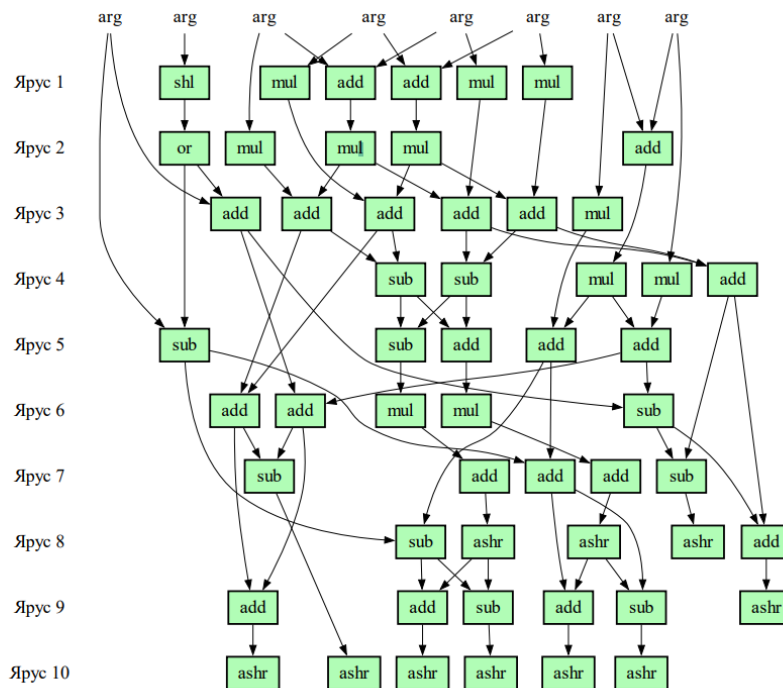 arg arg arg arg arg arg arg arg
Ярус 1 shl mul add add mul mul
Ярус 2 or mul mul mul add
Ярус 3 add add add add add mul
Ярус 4 sub sub mul mul add
Ярус 5 sub sub add add add
Ярус 6 add add mul mul sub
Ярус 7 sub add add add sub
Ярус 8 sub ashr ashr ashr add
Ярус 9 add add sub add sub ashr
Ярус 10 ashr ashr ashr ashr ashr ashr